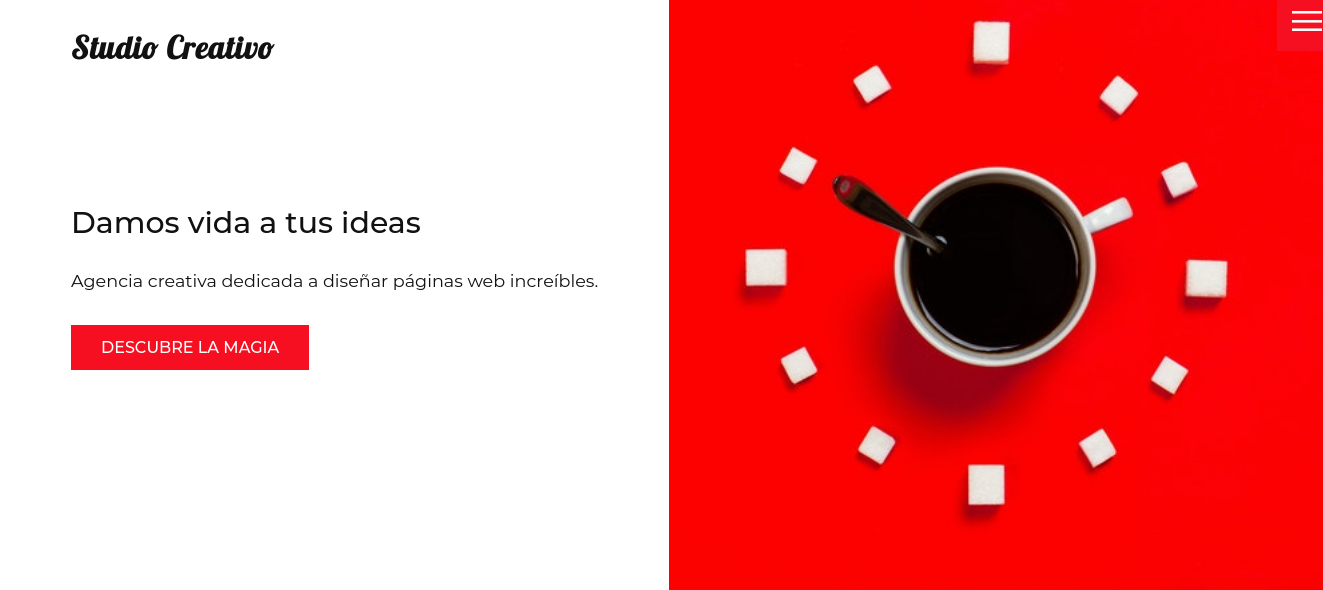 Studio Creativo
Damos vida a tus ideas
Agencia creativa dedicada a diseñar páginas web increíbles.
DESCUBRE LA MAGIA